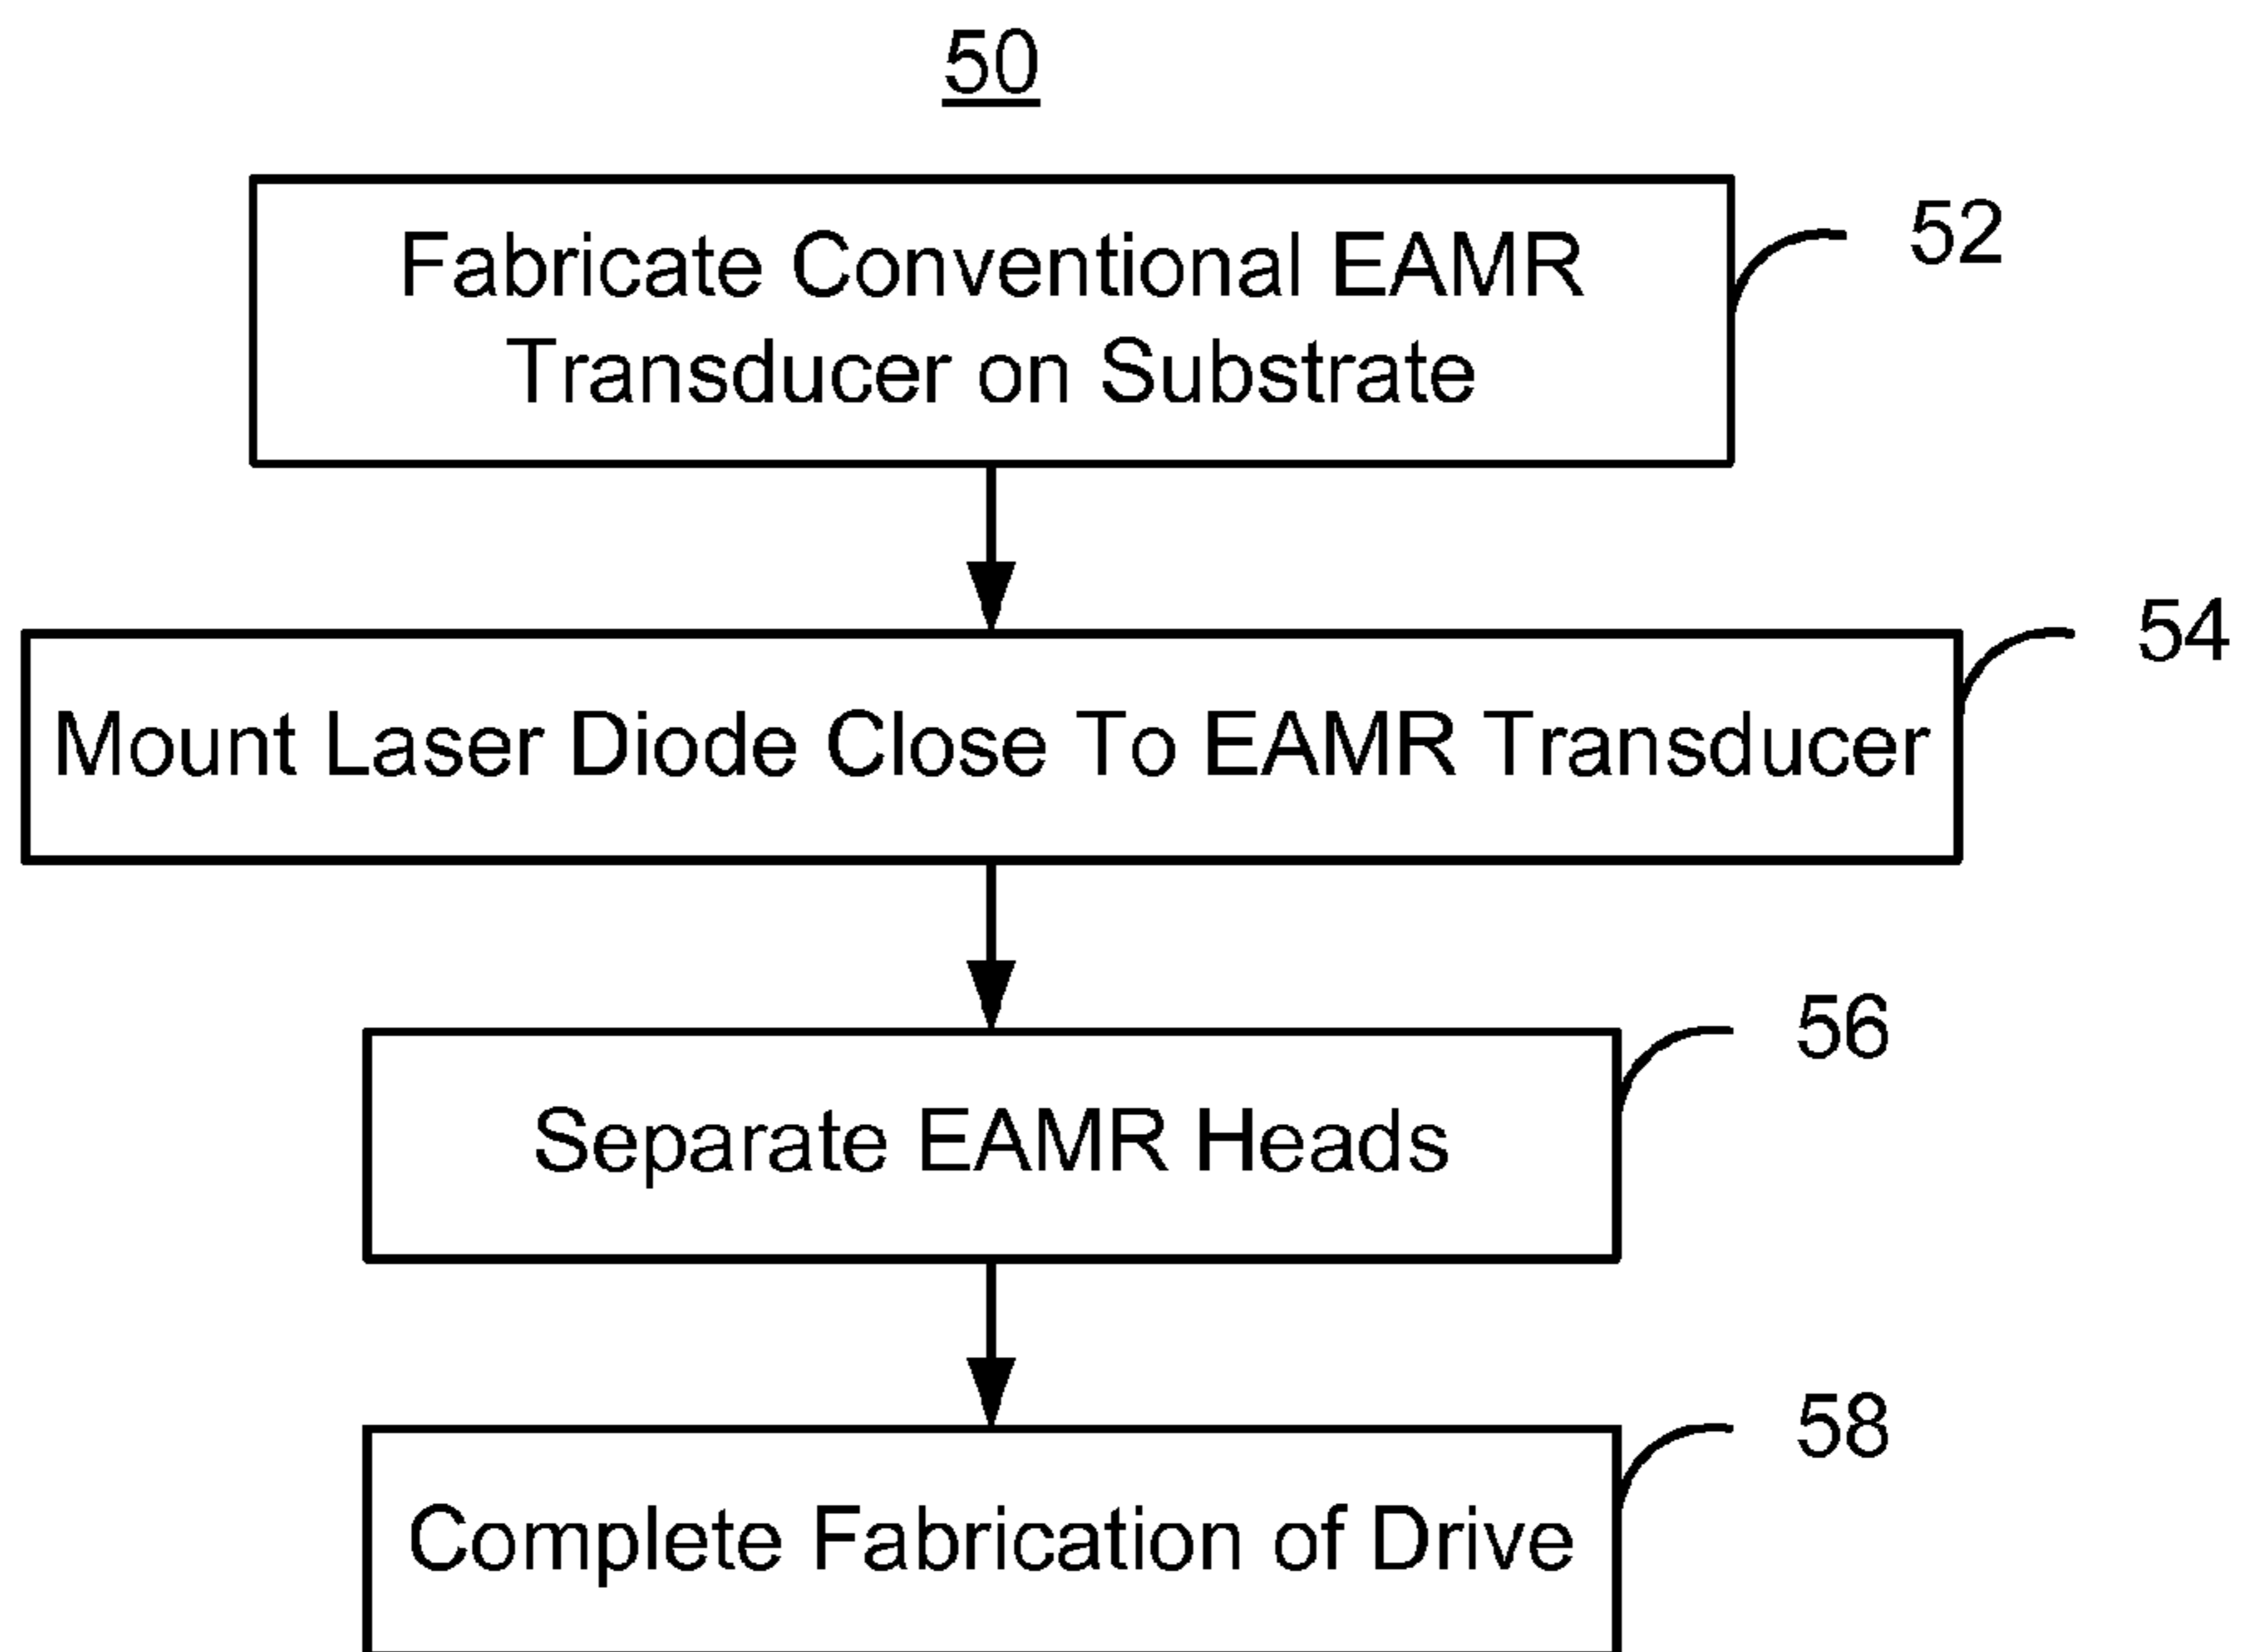 50
Fabricate Conventional EAMR
Transducer on Substrate
52
Mount Laser Diode Close To EAMR Transducer
54
Separate EAMR Heads
56
Complete Fabrication of Drive
58